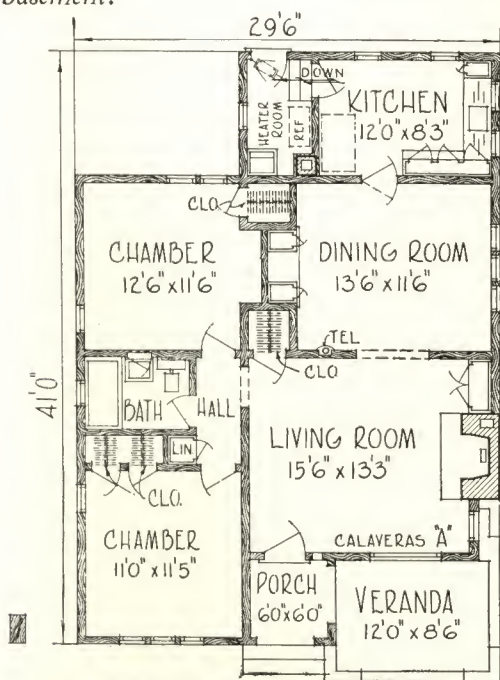 Basement.
29'6"
DOWN
HEATER ROOM
REF.
KITCHEN
12'0"x8'3"
CLO.
CHAMBER
12'6"x11'6"
DINING ROOM
13'6"x11'6"
TEL
CLO
41'0"
BATH
HALL
LIN.
LIVING ROOM
15'6"x13'3"
CLO.
CHAMBER
11'0"x11'5"
CALAVERAS "A"
PORCH
6'0"x6'0"
VERANDA
12'0"x8'6"